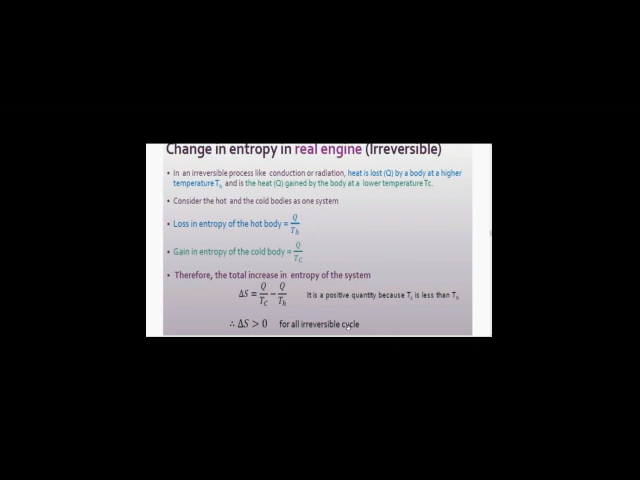 Change in entropy in real engine (Irreversible)
• In an irreversible process like conduction or radiation, heat is lost (Q) by a body at a higher
temperature Tₕ and is the heat (Q) gained by the body at a lower temperature Tc.
• Consider the hot and the cold bodies as one system
• Loss in entropy of the hot body = Q/Tₕ
• Gain in entropy of the cold body = Q/T_C
• Therefore, the total increase in entropy of the system
ΔS = Q/T_C − Q/Tₕ It is a positive quantity because T_c is less than Tₕ
∴ ΔS > 0 for all irreversible cycle